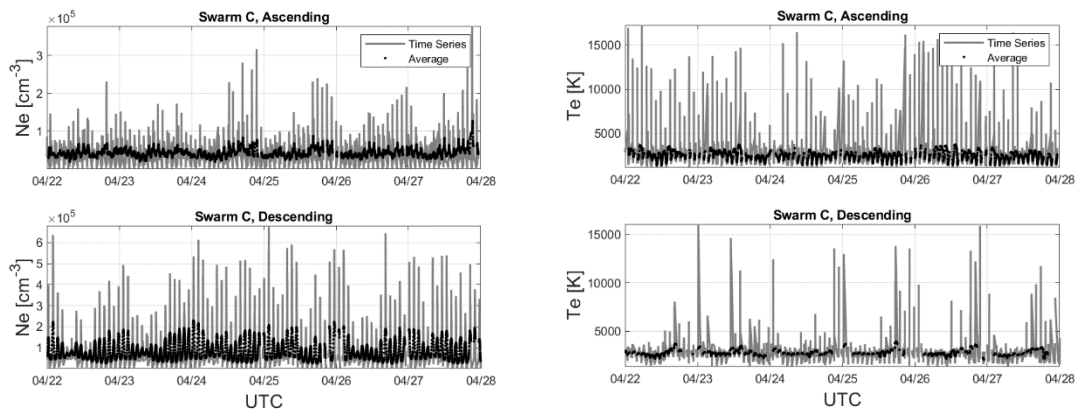 Swarm C, Ascending
×10⁵
Ne [cm⁻³]
3
2
1
Time Series
Average
04/22 04/23 04/24 04/25 04/26 04/27 04/28
Swarm C, Ascending
Te [K]
15000
10000
5000
Time Series
Average
04/22 04/23 04/24 04/25 04/26 04/27 04/28
Swarm C, Descending
×10⁵
Ne [cm⁻³]
6
5
4
3
2
1
04/22 04/23 04/24 04/25 04/26 04/27 04/28
UTC
Swarm C, Descending
Te [K]
15000
10000
5000
04/22 04/23 04/24 04/25 04/26 04/27 04/28
UTC